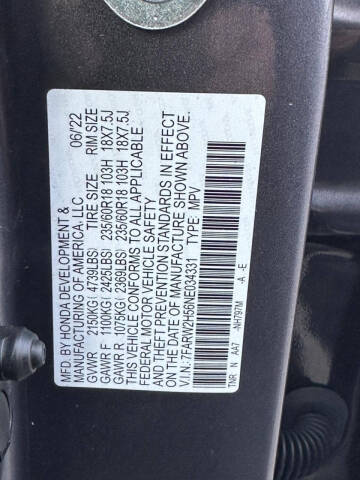 MFD. BY HONDA DEVELOPMENT & 06/'22
MANUFACTURING OF AMERICA, LLC
TIRE SIZE RIM SIZE
GVWR 2150KG( 4739LBS)
GAWR F 1100KG( 2425LBS) 235/60R18 103H 18X7.5J
GAWR R 1075KG( 2369LBS) 235/60R18 103H 18X7.5J
THIS VEHICLE CONFORMS TO ALL APPLICABLE
FEDERAL MOTOR VEHICLE SAFETY
AND THEFT PREVENTION STANDARDS IN EFFECT
ON THE DATE OF MANUFACTURE SHOWN ABOVE.
V.I.N.: 7FARW2H56NE034331 TYPE: MPV
TNR N AA7 -NH797M - A -E